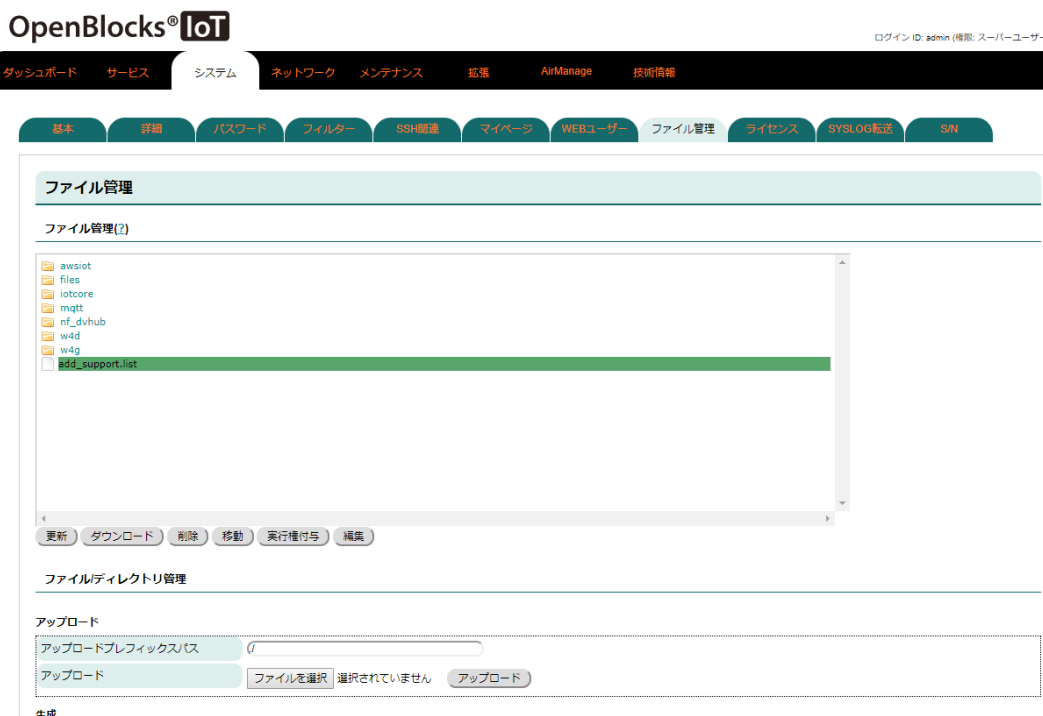 OpenBlocks® IoT
ログイン ID: admin (権限: スーパーユーザー
ダッシュボード サービス システム ネットワーク メンテナンス 拡張 AirManage 技術情報
基本 詳細 パスワード フィルター SSH関連 マイページ WEBユーザー ファイル管理 ライセンス SYSLOG転送 S/N
ファイル管理
ファイル管理(?)
awsiot
files
iotcore
mqtt
nf_dvhub
w4d
w4g
add_support.list
更新 ダウンロード 削除 移動 実行権付与 編集
ファイル/ディレクトリ管理
アップロード
アップロードプレフィックスパス ./
アップロード ファイルを選択 選択されていません アップロード
生成